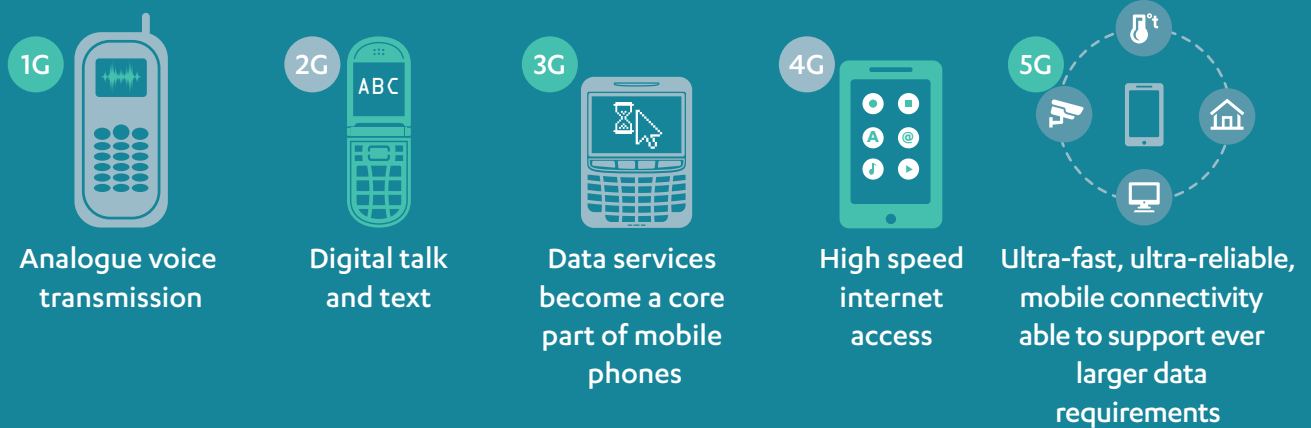 1G
Analogue voice
transmission
2G
ABC
Digital talk
and text
3G
Data services
become a core
part of mobile
phones
4G
A @
High speed
internet
access
5G
°t
Ultra-fast, ultra-reliable,
mobile connectivity
able to support ever
larger data
requirements